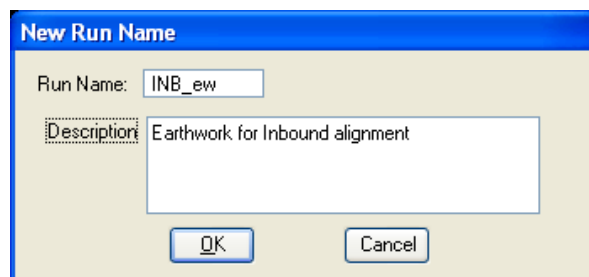 New Run Name
Run Name: INB_ew
Description Earthwork for Inbound alignment
OK Cancel